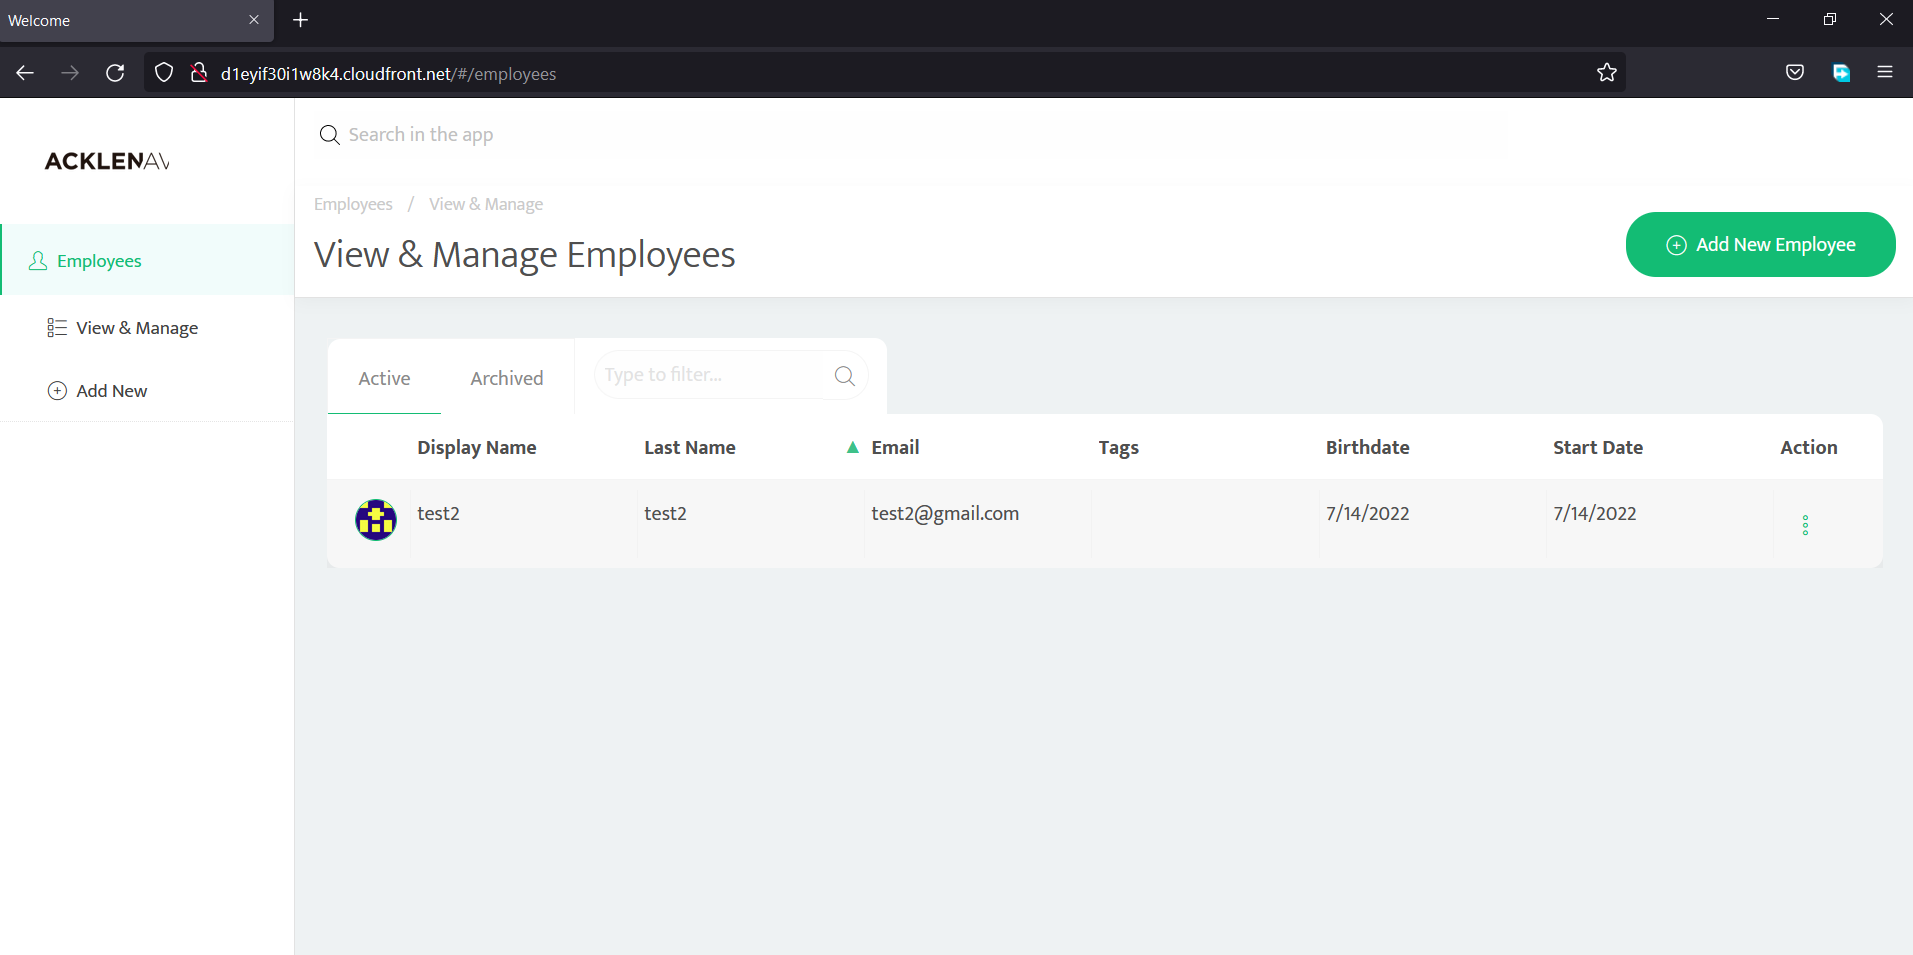 Welcome
d1eyif30i1w8k4.cloudfront.net/#/employees
ACKLENAV
Search in the app
Employees / View & Manage
View & Manage Employees
Add New Employee
Employees
View & Manage
Add New
Active Archived Type to filter...
Display Name Last Name Email Tags Birthdate Start Date Action
test2 test2 test2@gmail.com 7/14/2022 7/14/2022